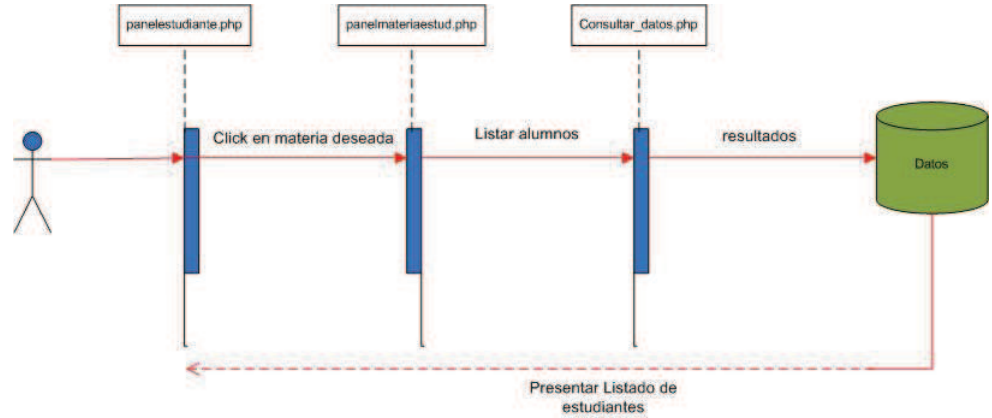 panelestudiante.php
panelmateriaestud.php
Consultar_datos.php
Click en materia deseada
Listar alumnos
resultados
Datos
Presentar Listado de
estudiantes